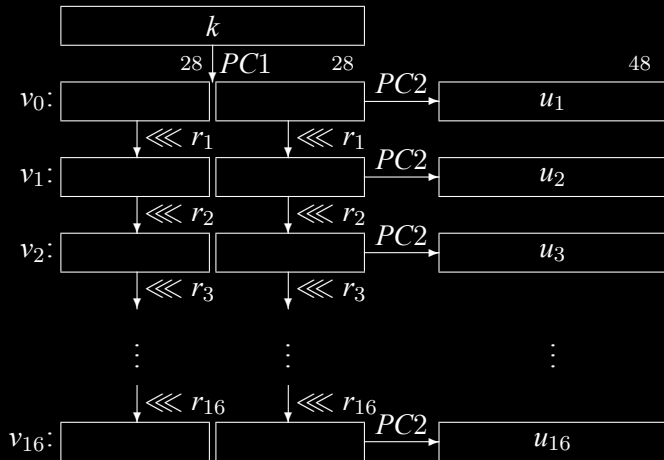 k
28 PC1 28 48
v0: PC2 u1
⋘ r1 ⋘ r1
v1: PC2 u2
⋘ r2 ⋘ r2
v2: PC2 u3
⋘ r3 ⋘ r3
⋮ ⋮ ⋮
⋘ r16 ⋘ r16
v16: PC2 u16